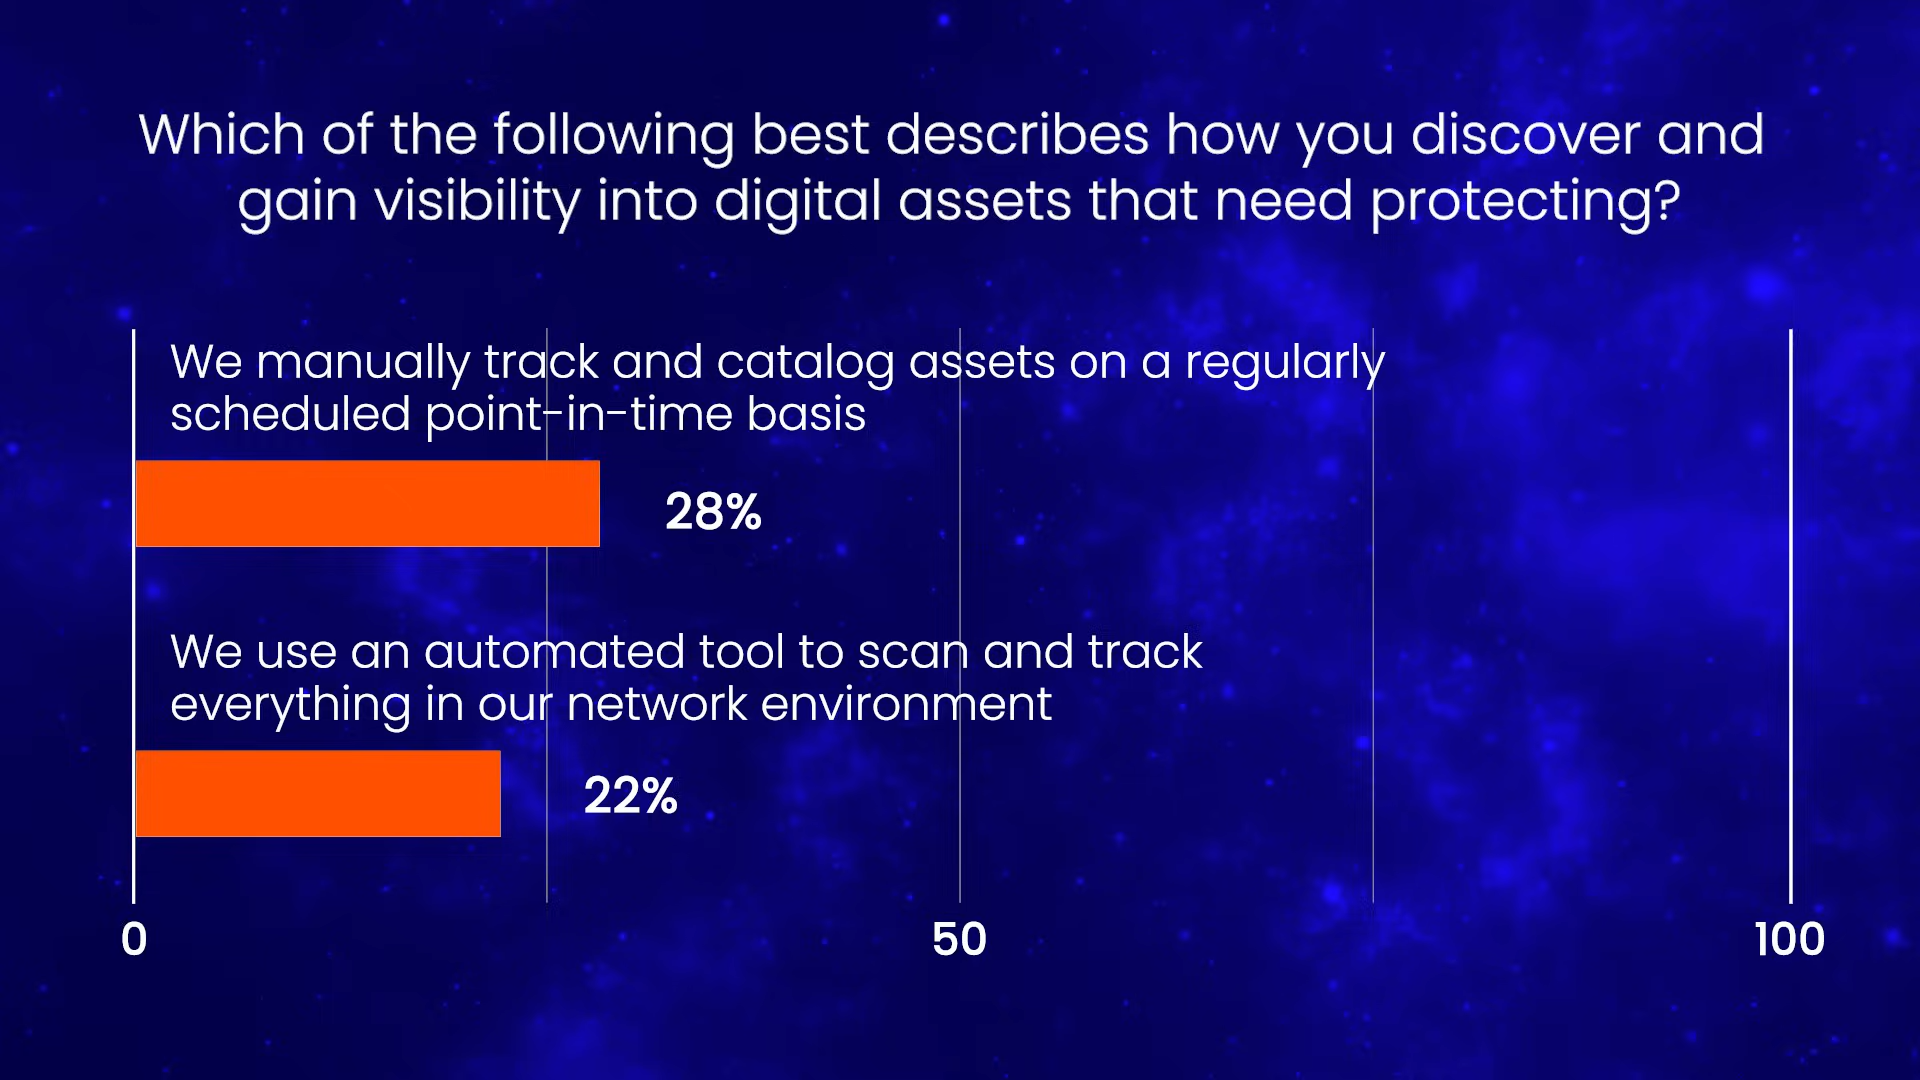 Which of the following best describes how you discover and
gain visibility into digital assets that need protecting?
We manually track and catalog assets on a regularly
scheduled point-in-time basis
28%
We use an automated tool to scan and track
everything in our network environment
22%
0 50 100